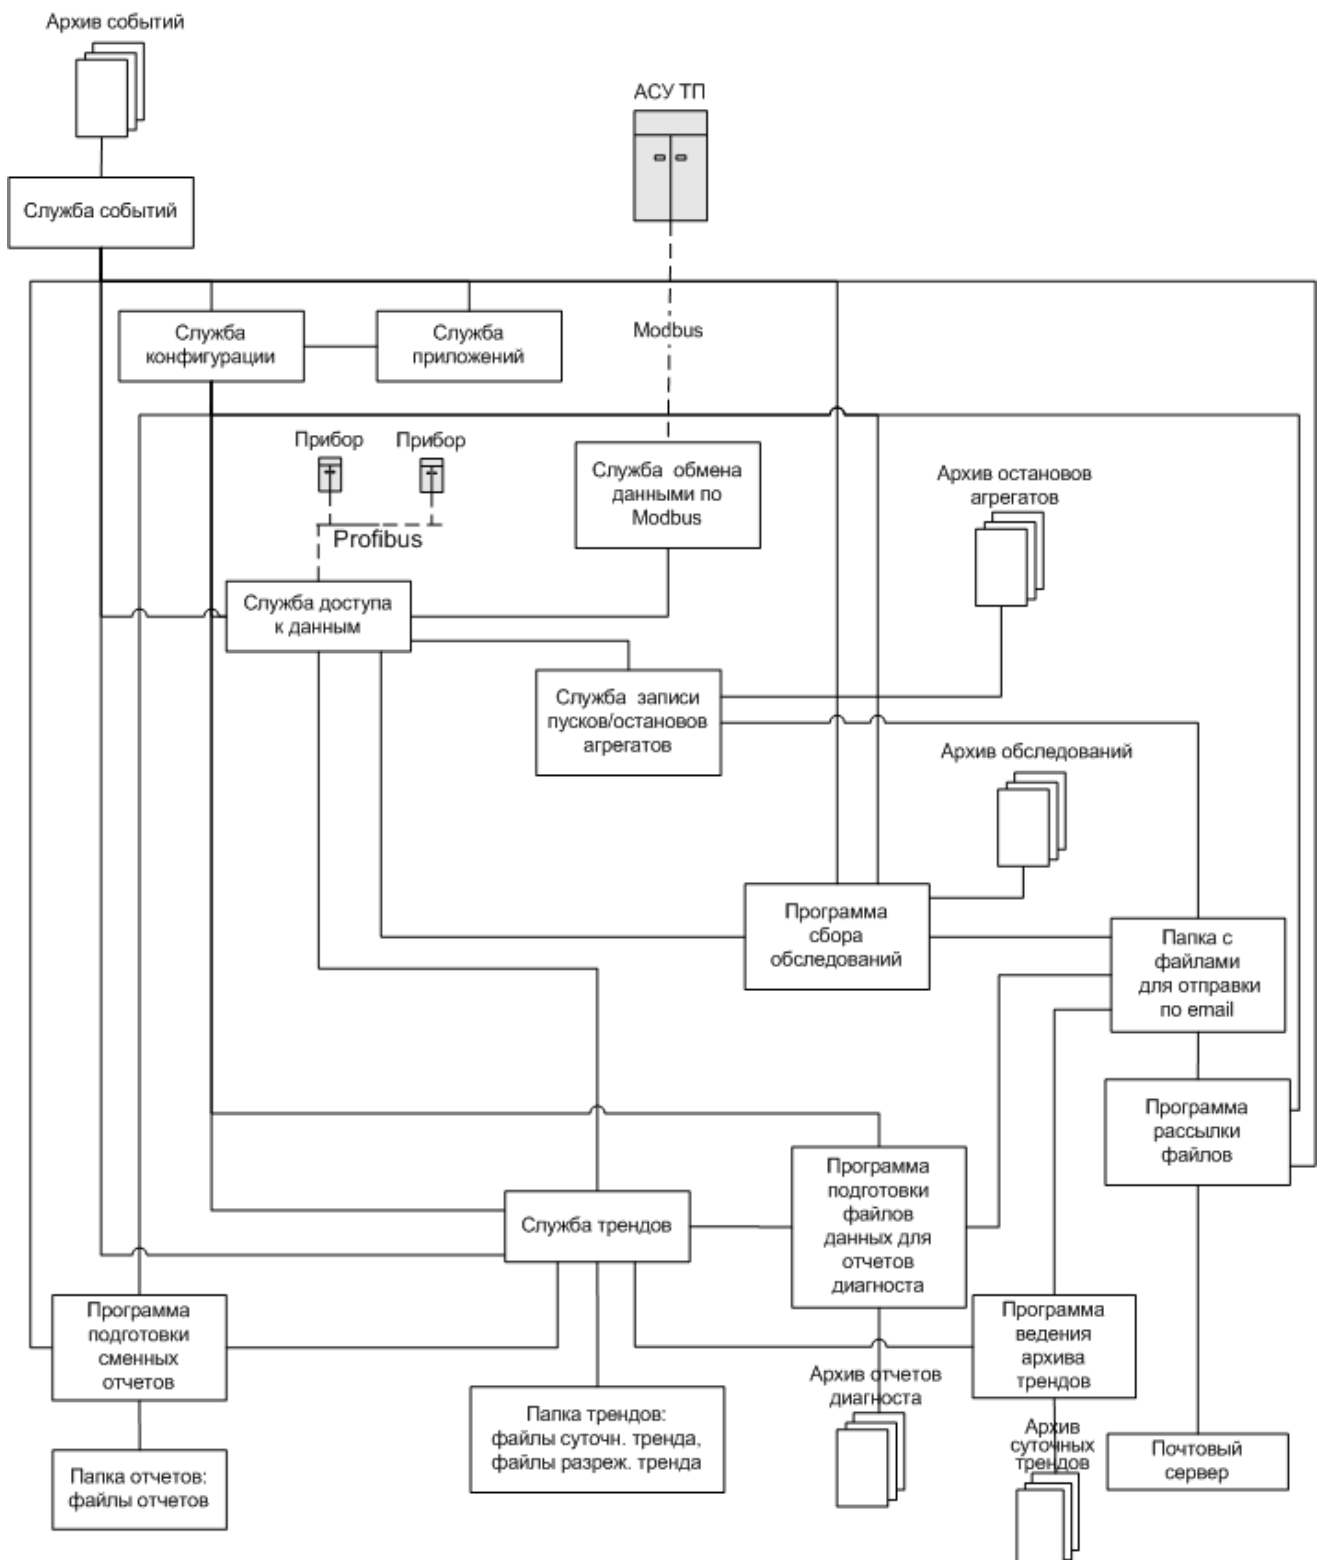 Архив событий
АСУ ТП
Служба событий
Служба
конфигурации
Служба
приложений
Modbus
Прибор
Прибор
Profibus
Служба обмена
данными по
Modbus
Архив остановов
агрегатов
Служба доступа
к данным
Служба записи
пусков/остановов
агрегатов
Архив обследований
Программа
сбора
обследований
Папка с
файлами
для отправки
по email
Программа
рассылки
файлов
Программа
подготовки
файлов
данных для
отчетов
диагноста
Служба трендов
Программа
подготовки
сменных
отчетов
Программа
ведения
архива
трендов
Архив отчетов
диагноста
Папка трендов:
файлы суточн. тренда,
файлы разреж. тренда
Архив
суточных
трендов
Почтовый
сервер
Папка отчетов:
файлы отчетов